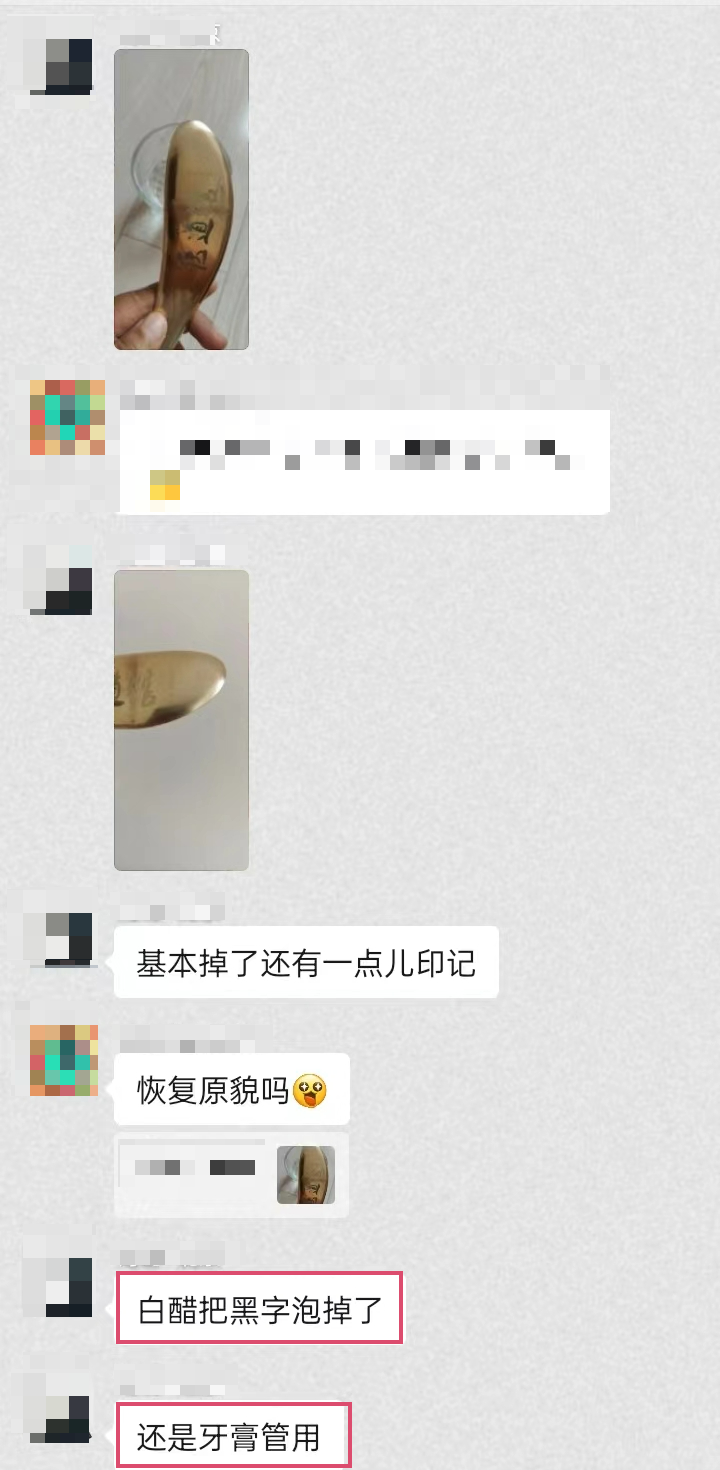 基本掉了还有一点儿印记
恢复原貌吗
白醋把黑字泡掉了
还是牙膏管用